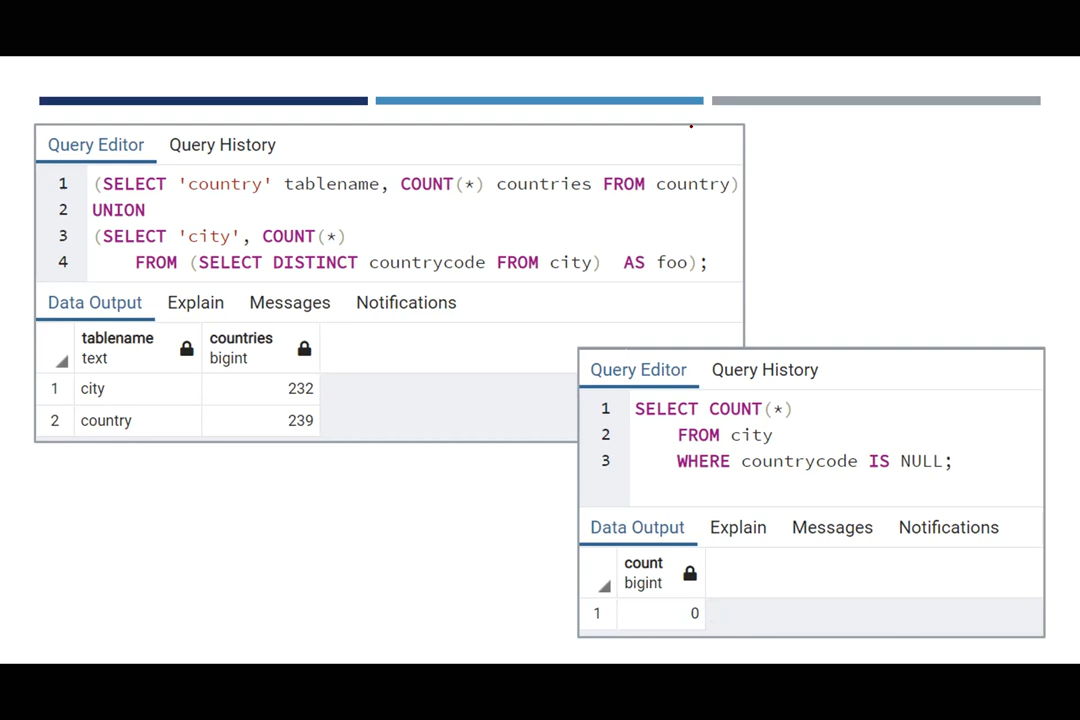 Query Editor Query History
1 (SELECT 'country' tablename, COUNT(*) countries FROM country)
2 UNION
3 (SELECT 'city', COUNT(*)
4 FROM (SELECT DISTINCT countrycode FROM city) AS foo);
Data Output Explain Messages Notifications
tablename countries
text bigint
1 city 232
2 country 239
Query Editor Query History
1 SELECT COUNT(*)
2 FROM city
3 WHERE countrycode IS NULL;
Data Output Explain Messages Notifications
count
bigint
1 0